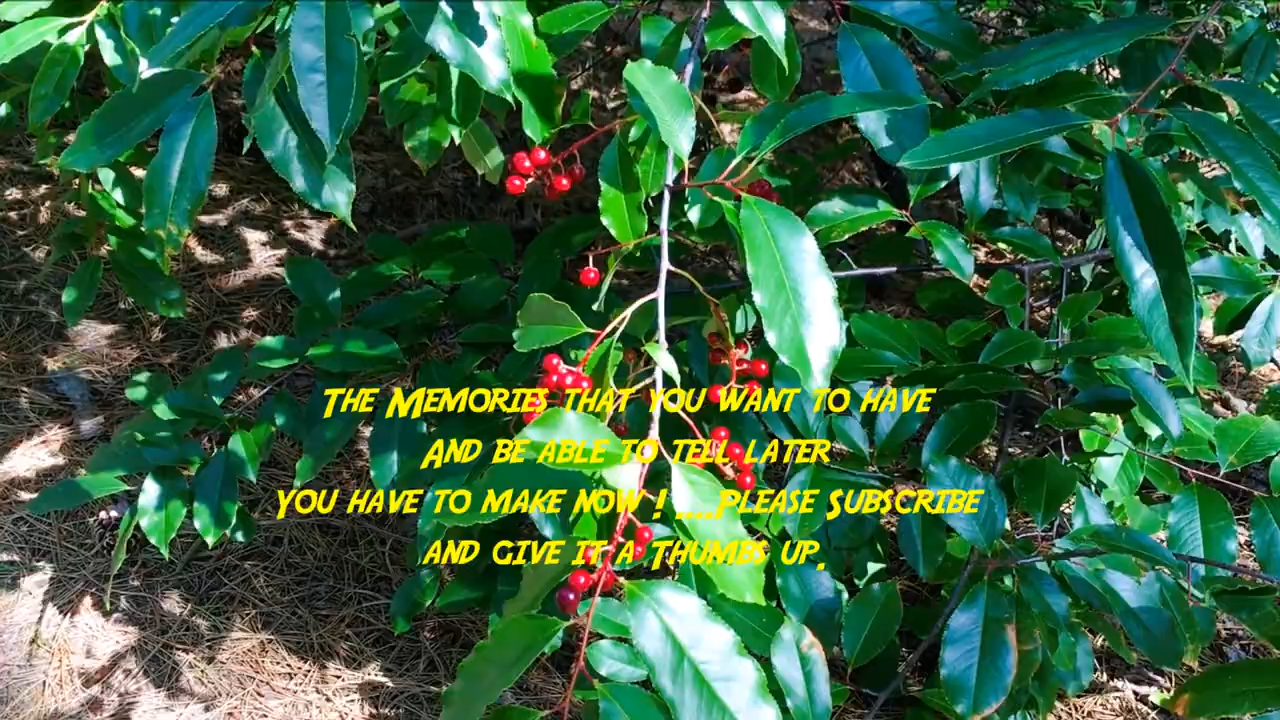 The Memories that you want to have
And be able to tell later
You have to make now ! ....Please Subscribe
and give it a Thumbs up.